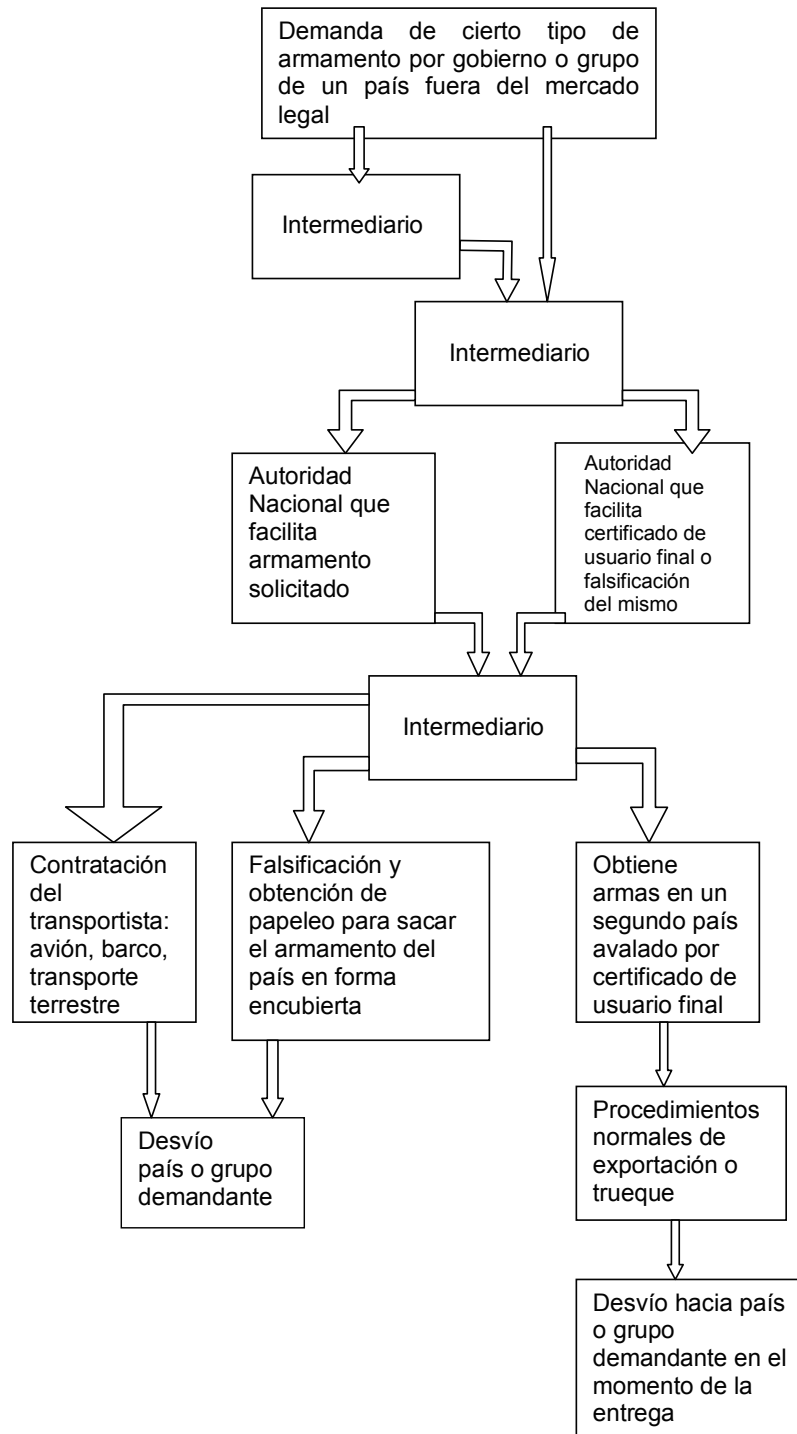 Demanda de cierto tipo de
armamento por gobierno o grupo
de un país fuera del mercado
legal
Intermediario
Intermediario
Autoridad
Nacional que
facilita
armamento
solicitado
Autoridad
Nacional que
facilita
certificado de
usuario final o
falsificación
del mismo
Intermediario
Contratación
del
transportista:
avión, barco,
transporte
terrestre
Falsificación y
obtención de
papeleo para sacar
el armamento del
país en forma
encubierta
Obtiene
armas en un
segundo país
avalado por
certificado de
usuario final
Desvío
país o grupo
demandante
Procedimientos
normales de
exportación o
trueque
Desvío hacia país
o grupo
demandante en el
momento de la
entrega